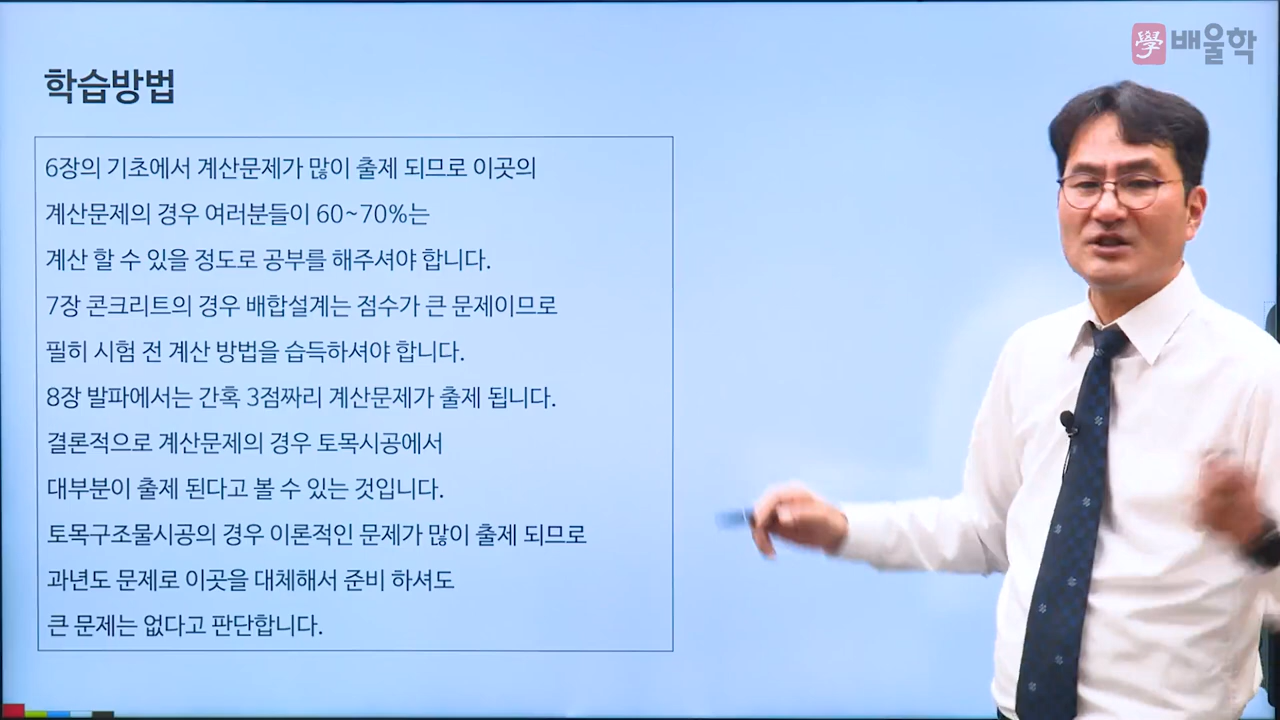 學 배울학
학습방법
6장의 기초에서 계산문제가 많이 출제 되므로 이곳의
계산문제의 경우 여러분들이 60~70%는
계산 할 수 있을 정도로 공부를 해주셔야 합니다.
7장 콘크리트의 경우 배합설계는 점수가 큰 문제이므로
필히 시험 전 계산 방법을 습득하셔야 합니다.
8장 발파에서는 간혹 3점짜리 계산문제가 출제 됩니다.
결론적으로 계산문제의 경우 토목시공에서
대부분이 출제 된다고 볼 수 있는 것입니다.
토목구조물시공의 경우 이론적인 문제가 많이 출제 되므로
과년도 문제로 이곳을 대체해서 준비 하셔도
큰 문제는 없다고 판단합니다.